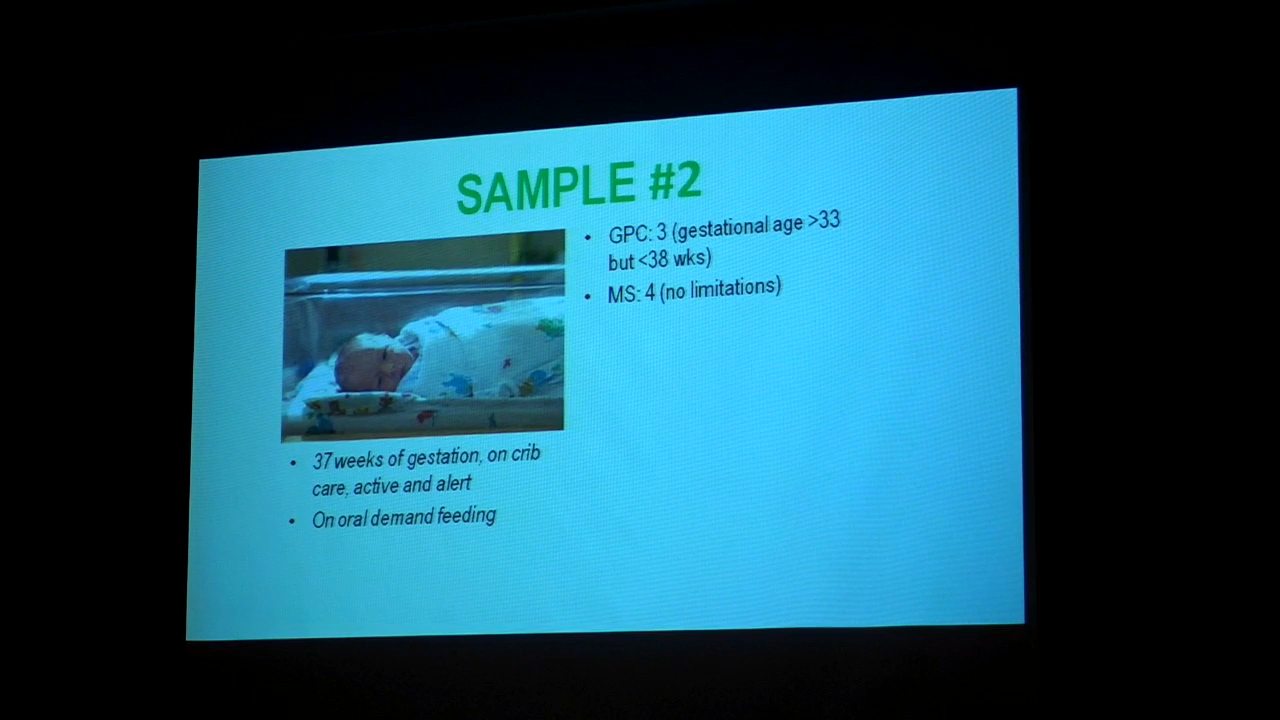 SAMPLE #2
• GPC: 3 (gestational age >33
but <38 wks)
• MS: 4 (no limitations)
• 37 weeks of gestation, on crib
care, active and alert
• On oral demand feeding